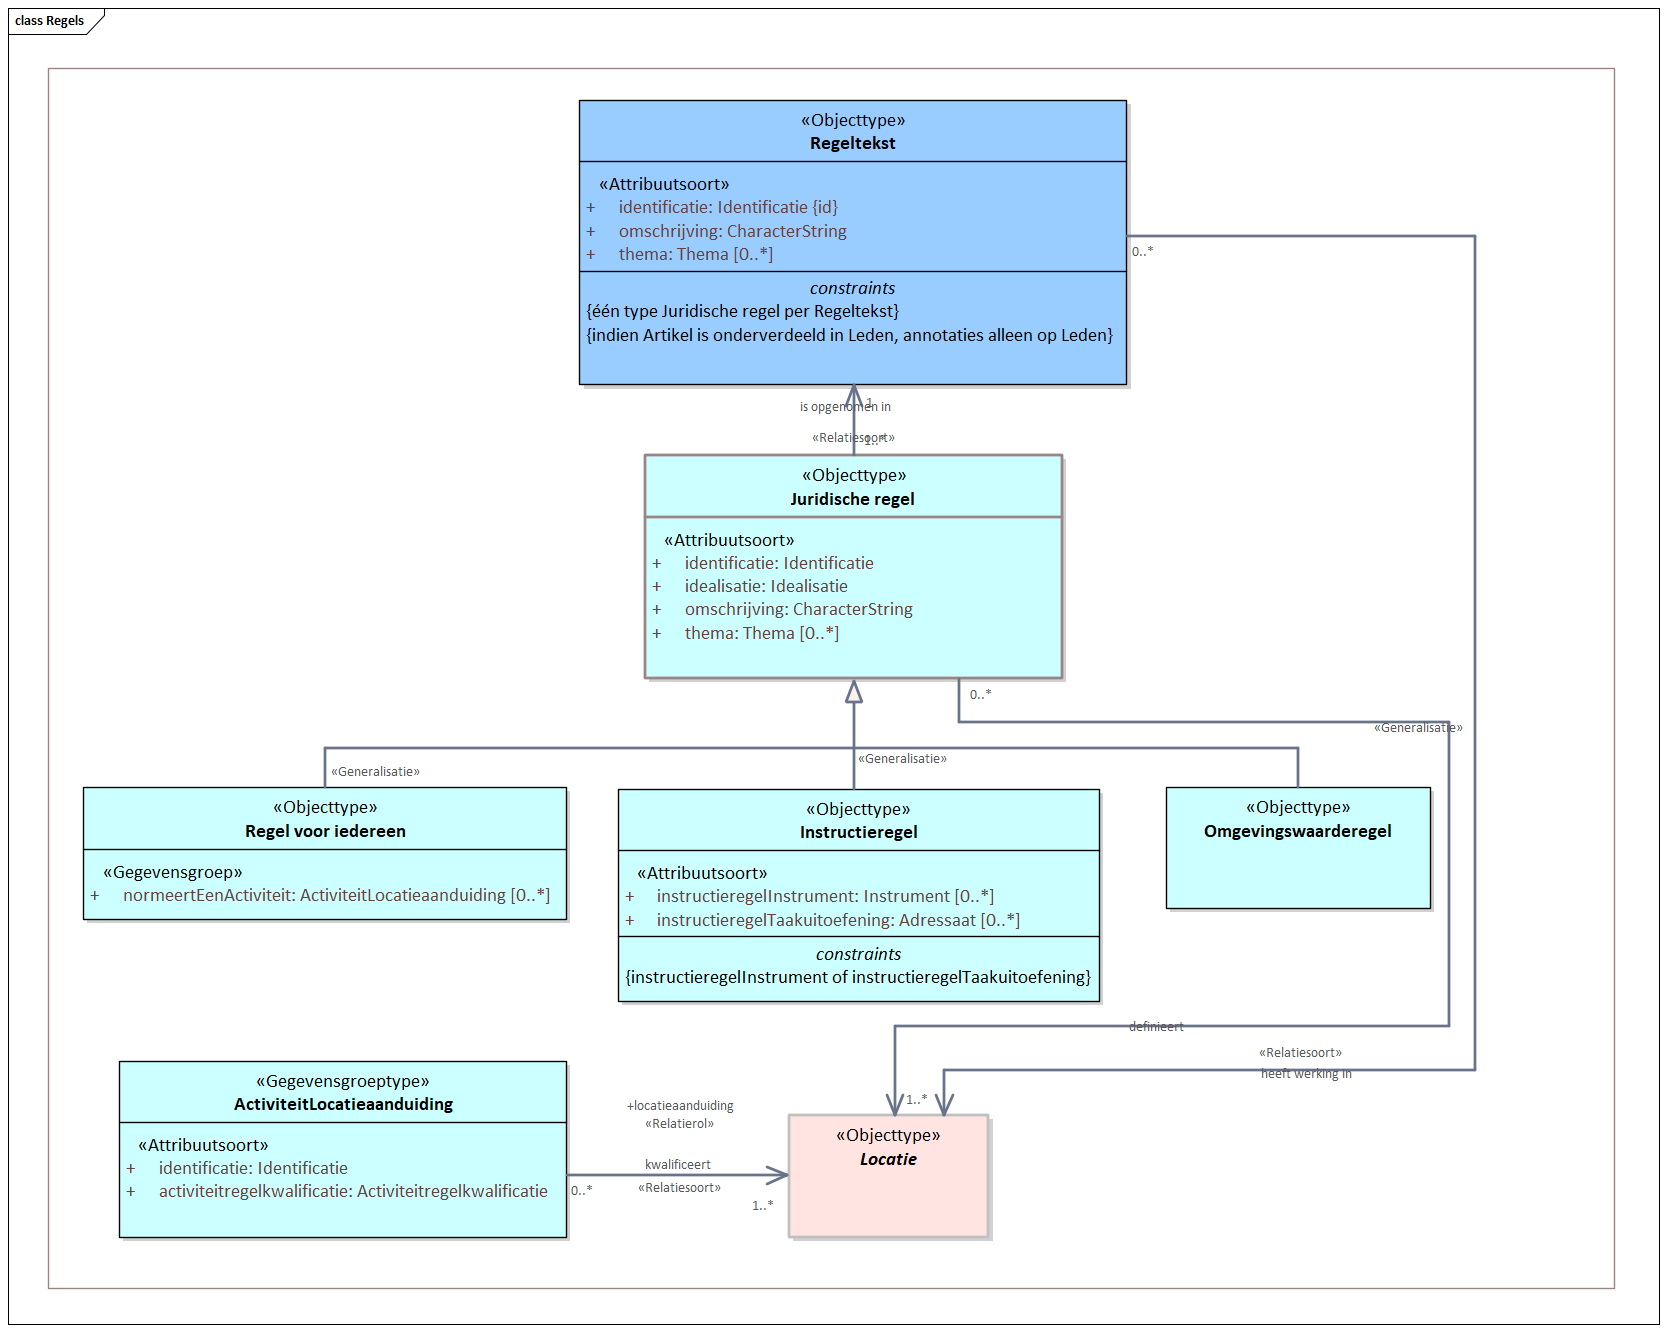 class Regels
«Objecttype»
Regeltekst
«Attribuutsoort»
+ identificatie: Identificatie {id}
+ omschrijving: CharacterString
+ thema: Thema [0..*]
constraints
{één type Juridische regel per Regeltekst}
{indien Artikel is onderverdeeld in Leden, annotaties alleen op Leden}
0..*
1
is opgenomen in
«Relatiesoort»
1..*
«Objecttype»
Juridische regel
«Attribuutsoort»
+ identificatie: Identificatie
+ idealisatie: Idealisatie
+ omschrijving: CharacterString
+ thema: Thema [0..*]
0..*
«Generalisatie»
«Generalisatie»
«Generalisatie»
«Objecttype»
Regel voor iedereen
«Gegevensgroep»
+ normeertEenActiviteit: ActiviteitLocatieaanduiding [0..*]
«Objecttype»
Instructieregel
«Attribuutsoort»
+ instructieregelInstrument: Instrument [0..*]
+ instructieregelTaakuitoefening: Adressaat [0..*]
constraints
{instructieregelInstrument of instructieregelTaakuitoefening}
«Objecttype»
Omgevingswaarderegel
definieert
«Relatiesoort»
heeft werking in
1..*
«Gegevensgroeptype»
ActiviteitLocatieaanduiding
«Attribuutsoort»
+ identificatie: Identificatie
+ activiteitregelkwalificatie: Activiteitregelkwalificatie
+locatieaanduiding
«Relatierol»
kwalificeert
0..*
«Relatiesoort»
1..*
«Objecttype»
Locatie